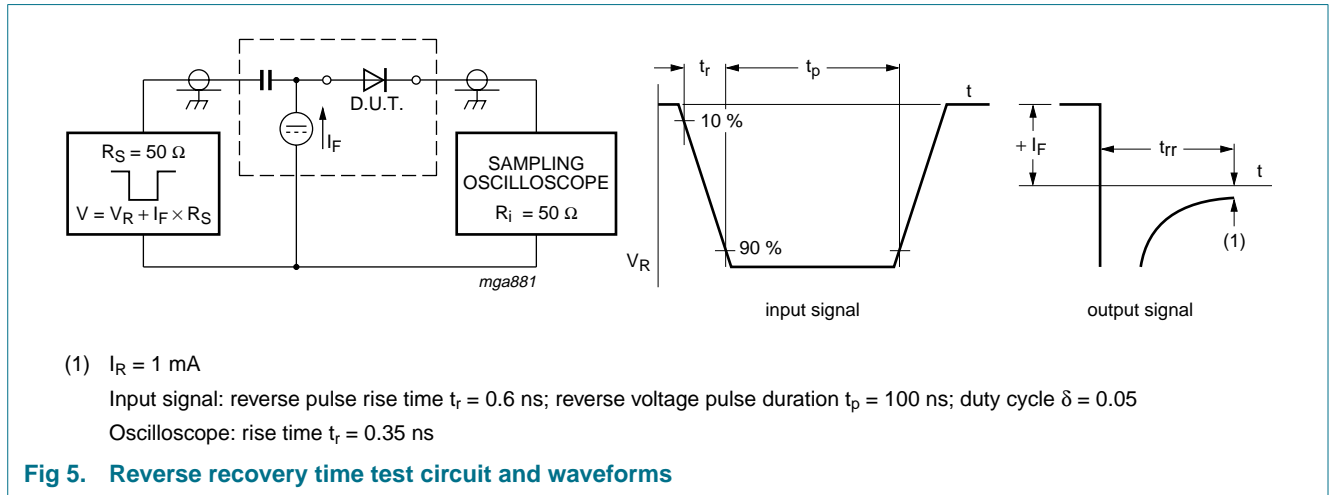 R_S = 50 Ω
V = V_R + I_F × R_S
I_F
D.U.T.
SAMPLING
OSCILLOSCOPE
R_i = 50 Ω
mga881
t_r
t_p
t
10 %
90 %
V_R
input signal
+ I_F
t_rr
t
(1)
output signal
(1) I_R = 1 mA
Input signal: reverse pulse rise time t_r = 0.6 ns; reverse voltage pulse duration t_p = 100 ns; duty cycle δ = 0.05
Oscilloscope: rise time t_r = 0.35 ns
Fig 5. Reverse recovery time test circuit and waveforms